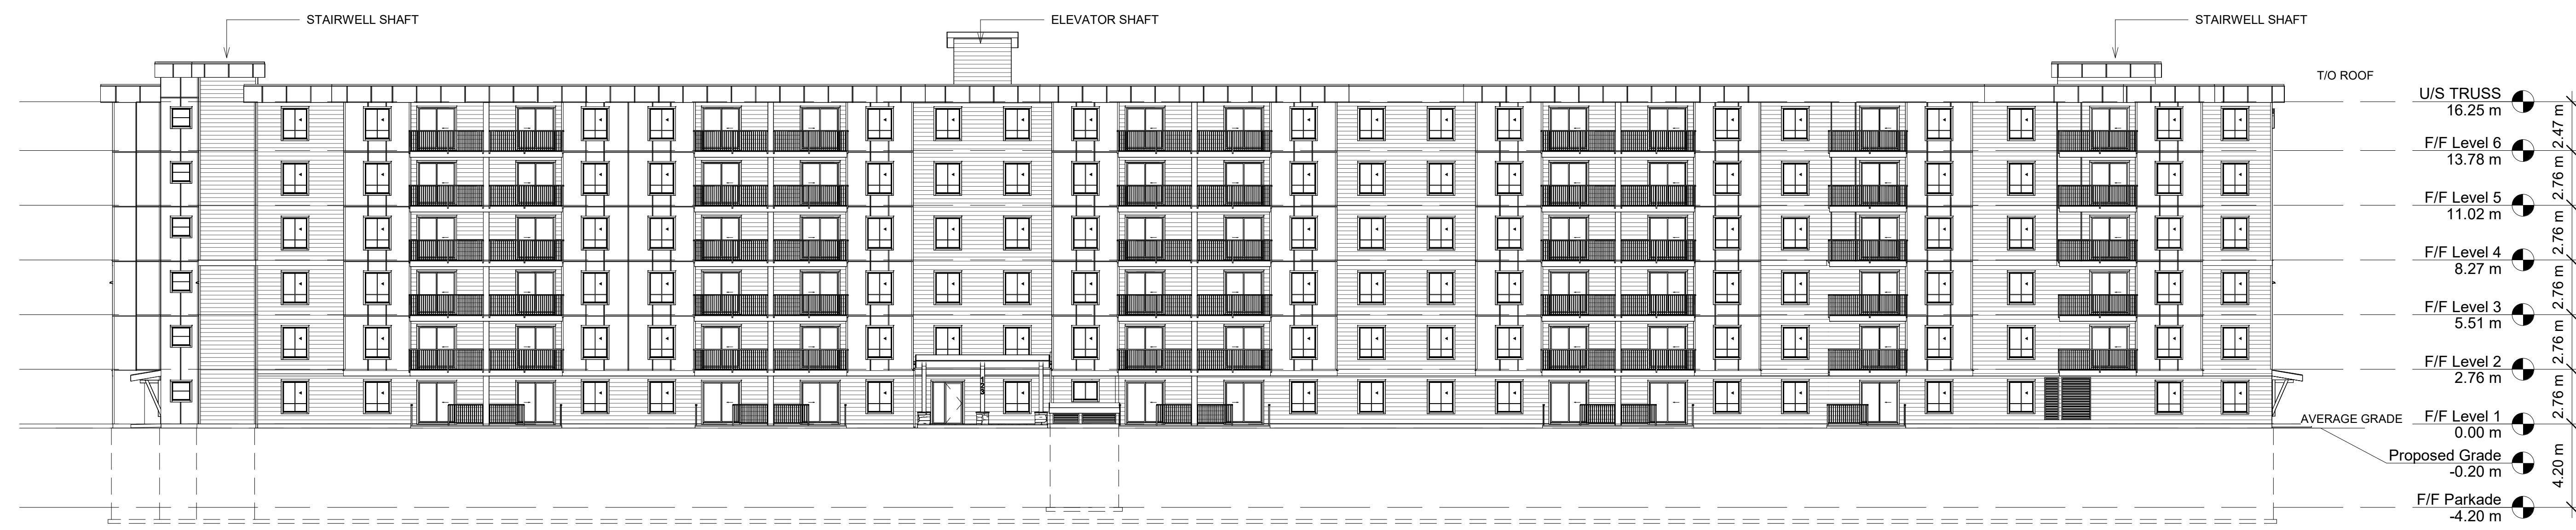 STAIRWELL SHAFT
ELEVATOR SHAFT
STAIRWELL SHAFT
T/O ROOF
U/S TRUSS
16.25 m
2.47 m
F/F Level 6
13.78 m
2.76 m
F/F Level 5
11.02 m
2.76 m
F/F Level 4
8.27 m
2.76 m
F/F Level 3
5.51 m
2.76 m
F/F Level 2
2.76 m
2.76 m
AVERAGE GRADE
F/F Level 1
0.00 m
Proposed Grade
-0.20 m
4.20 m
F/F Parkade
-4.20 m